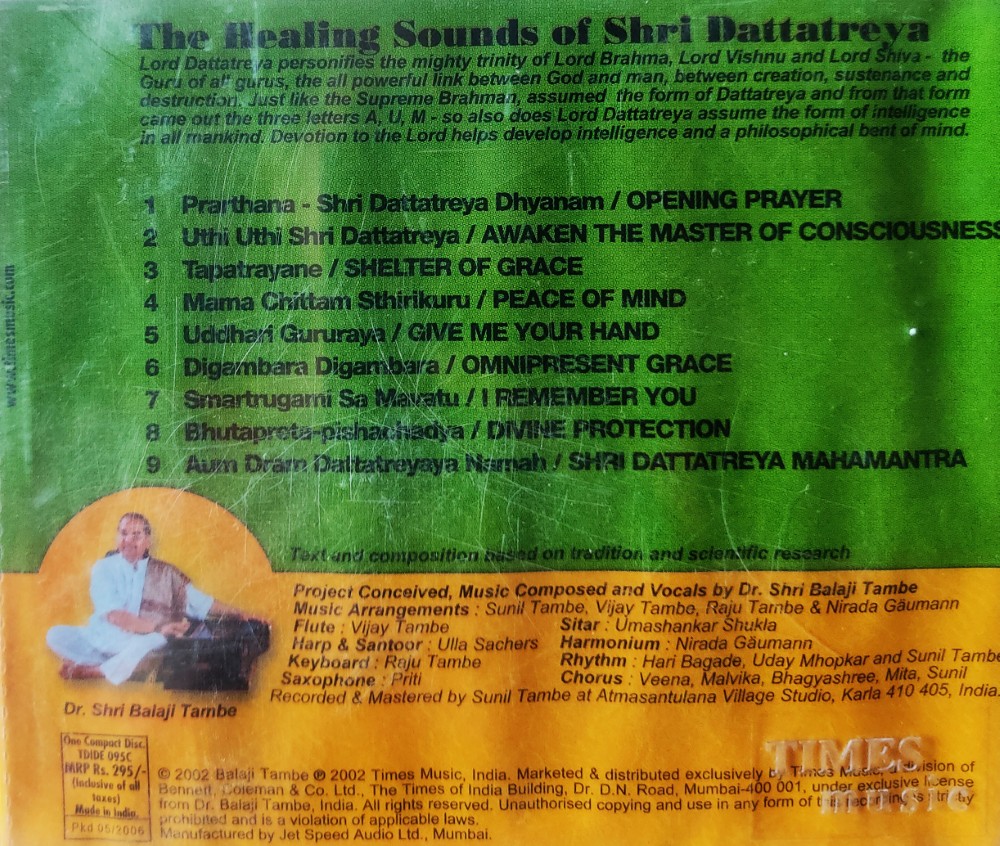 The Healing Sounds of Shri Dattatreya
Lord Dattatreya personifies the mighty trinity of Lord Brahma, Lord Vishnu and Lord Shiva - the
Guru of all gurus, the all powerful link between God and man, between creation, sustenance and
destruction. Just like the Supreme Brahman, assumed the form of Dattatreya and from that form
came out the three letters A, U, M - so also does Lord Dattatreya assume the form of intelligence
in all mankind. Devotion to the Lord helps develop intelligence and a philosophical bent of mind.
1 Prarthana - Shri Dattatreya Dhyanam / OPENING PRAYER
2 Uthi Uthi Shri Dattatreya / AWAKEN THE MASTER OF CONSCIOUSNESS
3 Tapatrayane / SHELTER OF GRACE
4 Mama Chittam Sthirikuru / PEACE OF MIND
5 Uddhari Gururaya / GIVE ME YOUR HAND
6 Digambara Digambara / OMNIPRESENT GRACE
7 Smartrugami Sa Mavatu / I REMEMBER YOU
8 Bhutapreta-pishachadya / DIVINE PROTECTION
9 Aum Dram Dattatreyaya Namah / SHRI DATTATREYA MAHAMANTRA
www.timesmusic.com
Text and composition based on tradition and scientific research
Project Conceived, Music Composed and Vocals by Dr. Shri Balaji Tambe
Music Arrangements : Sunil Tambe, Vijay Tambe, Raju Tambe & Nirada Gäumann
Flute : Vijay Tambe Sitar : Umashankar Shukla
Harp & Santoor : Ulla Sachers Harmonium : Nirada Gäumann
Keyboard : Raju Tambe Rhythm : Hari Bagade, Uday Mhopkar and Sunil Tambe
Saxophone : Priti Chorus : Veena, Malvika, Bhagyashree, Mita, Sunil
Recorded & Mastered by Sunil Tambe at Atmasantulana Village Studio, Karla 410 405, India.
Dr. Shri Balaji Tambe
One Compact Disc.
TDIDE 095C
MRP Rs. 295/-
(Inclusive of all
taxes)
Made in India.
Pkd 05/2006
TIMES
music
© 2002 Balaji Tambe ℗ 2002 Times Music, India. Marketed & distributed exclusively by Times Music, a division of
Bennett, Coleman & Co. Ltd., The Times of India Building, Dr. D.N. Road, Mumbai-400 001, under exclusive license
from Dr. Balaji Tambe, India. All rights reserved. Unauthorised copying and use in any form of this recording is strictly
prohibited and is a violation of applicable laws.
Manufactured by Jet Speed Audio Ltd., Mumbai.